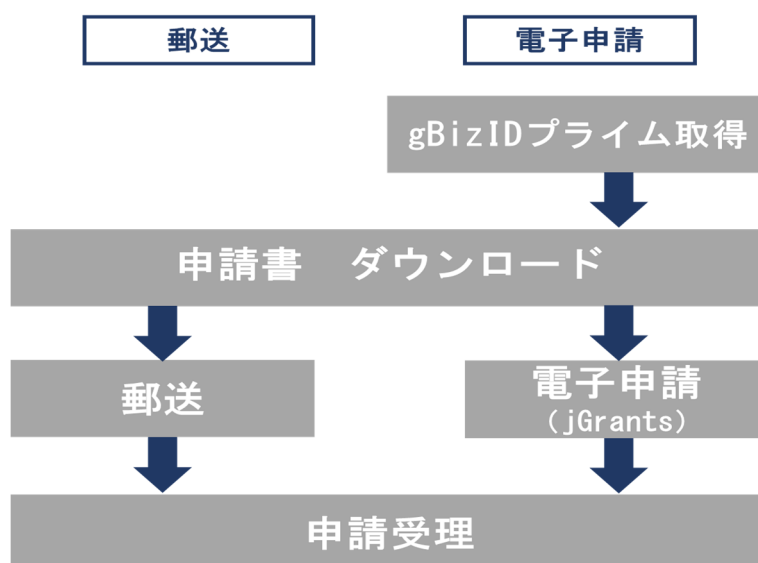 郵送
電子申請
gBizIDプライム取得
申請書　ダウンロード
郵送
電子申請
(jGrants)
申請受理